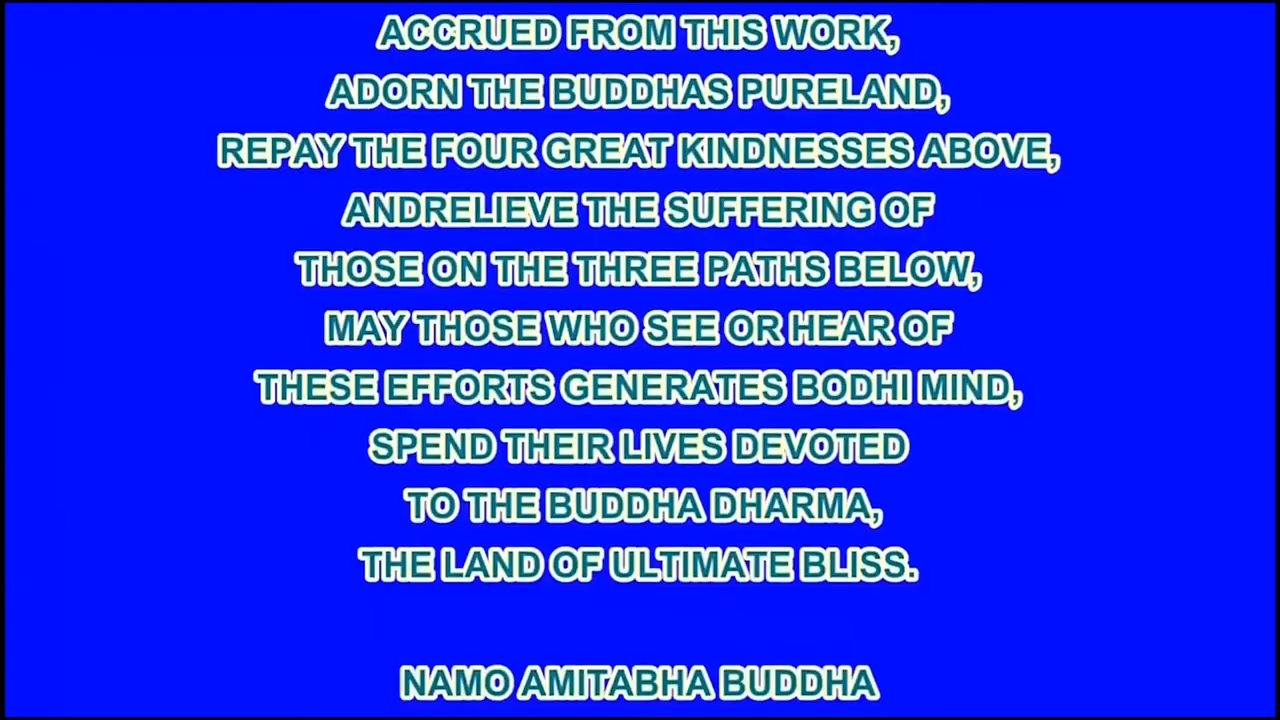 ACCRUED FROM THIS WORK,
ADORN THE BUDDHAS PURELAND,
REPAY THE FOUR GREAT KINDNESSES ABOVE,
ANDRELIEVE THE SUFFERING OF
THOSE ON THE THREE PATHS BELOW,
MAY THOSE WHO SEE OR HEAR OF
THESE EFFORTS GENERATES BODHI MIND,
SPEND THEIR LIVES DEVOTED
TO THE BUDDHA DHARMA,
THE LAND OF ULTIMATE BLISS.
NAMO AMITABHA BUDDHA